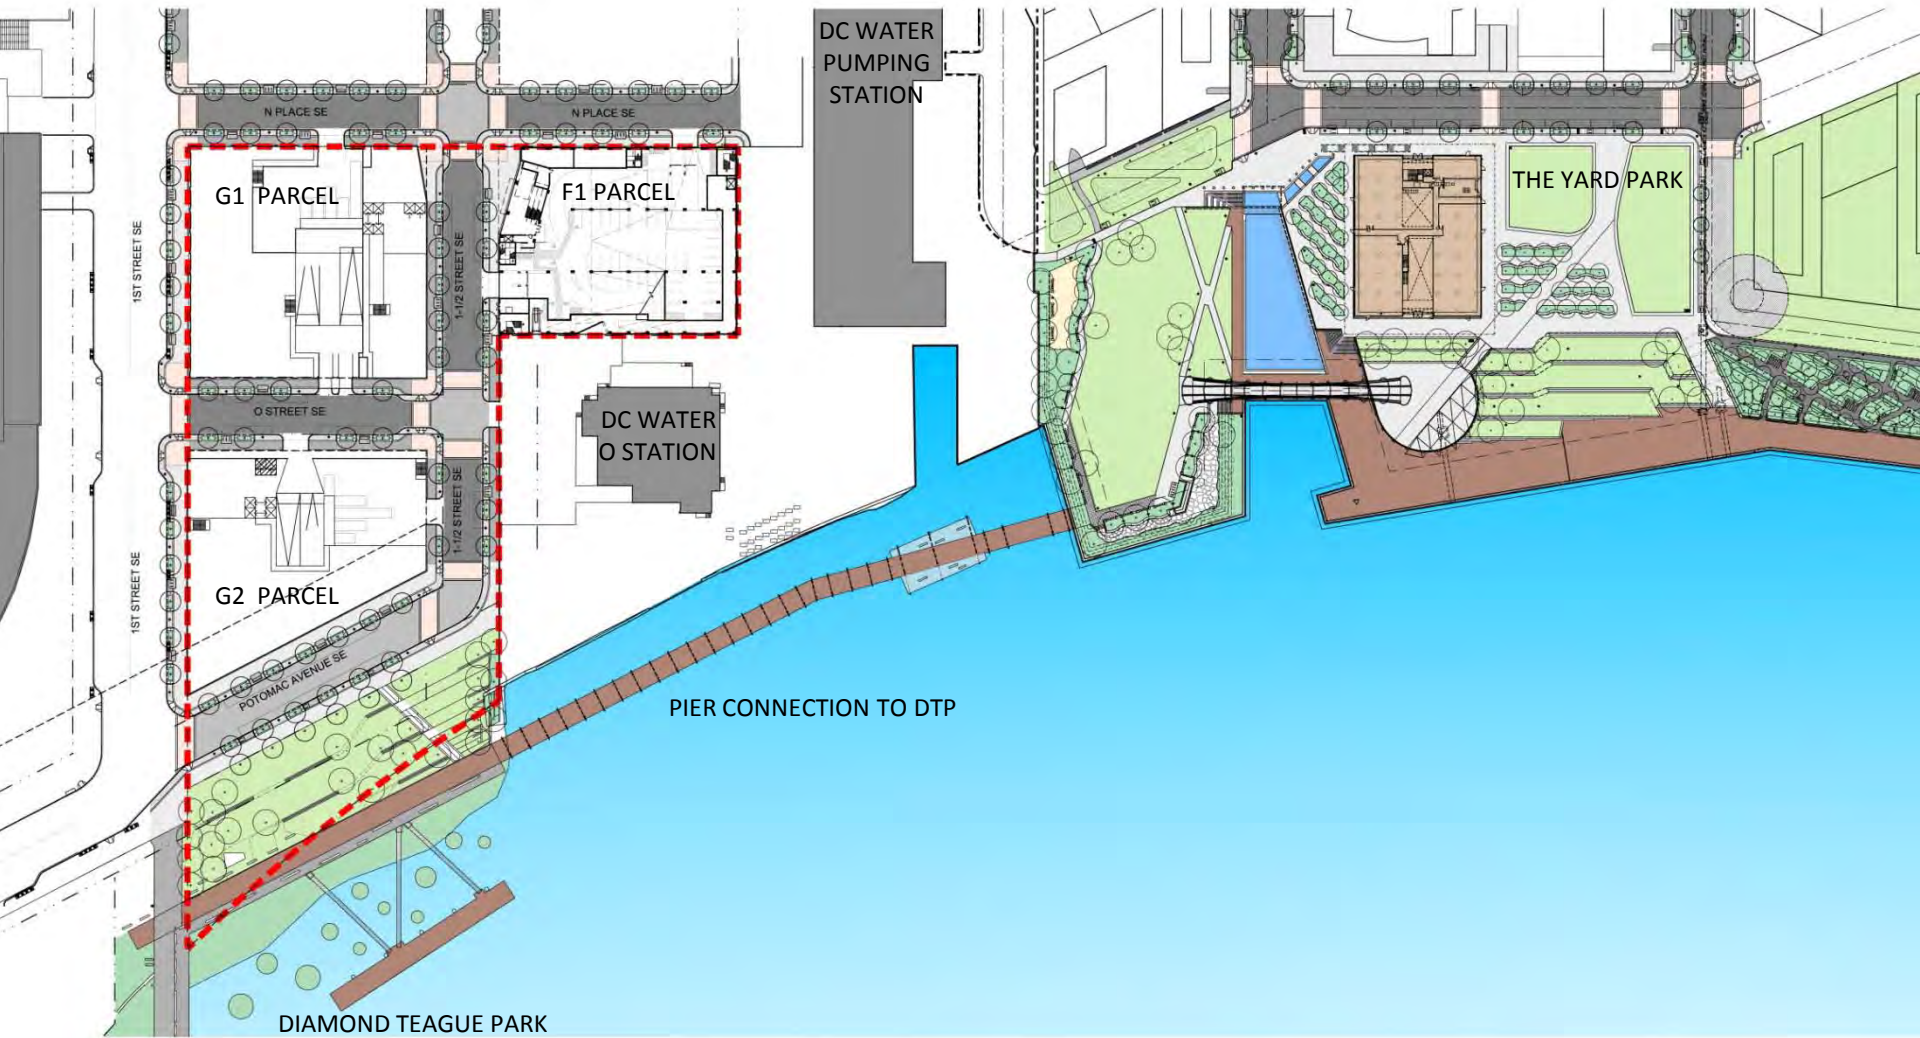 DC WATER
PUMPING
STATION
N PLACE SE
N PLACE SE
G1 PARCEL
F1 PARCEL
THE YARD PARK
1ST STREET SE
1-1/2 STREET SE
O STREET SE
DC WATER
O STATION
1-1/2 STREET SE
1ST STREET SE
G2 PARCEL
POTOMAC AVENUE SE
PIER CONNECTION TO DTP
DIAMOND TEAGUE PARK